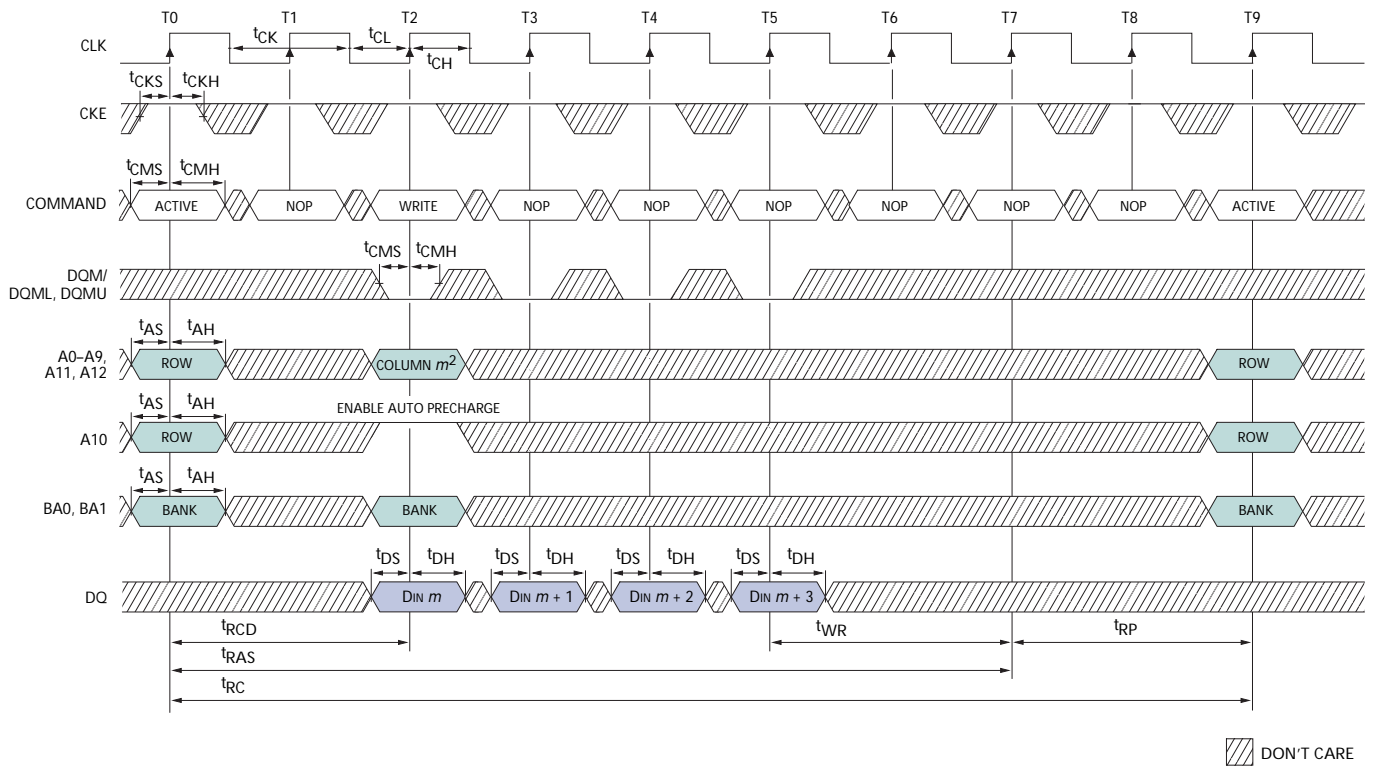 T0 T1 T2 T3 T4 T5 T6 T7 T8 T9
CLK
tCK tCL
tCH
tCKS tCKH
CKE
tCMS tCMH
COMMAND ACTIVE NOP WRITE NOP NOP NOP NOP NOP NOP ACTIVE
tCMS tCMH
DQM/
DQML, DQMU
tAS tAH
A0–A9,
A11, A12
ROW COLUMN m2 ROW
tAS tAH
ENABLE AUTO PRECHARGE
A10 ROW ROW
tAS tAH
BA0, BA1 BANK BANK BANK
tDS tDH tDS tDH tDS tDH tDS tDH
DQ DIN m DIN m + 1 DIN m + 2 DIN m + 3
tRCD tWR tRP
tRAS
tRC
DON'T CARE